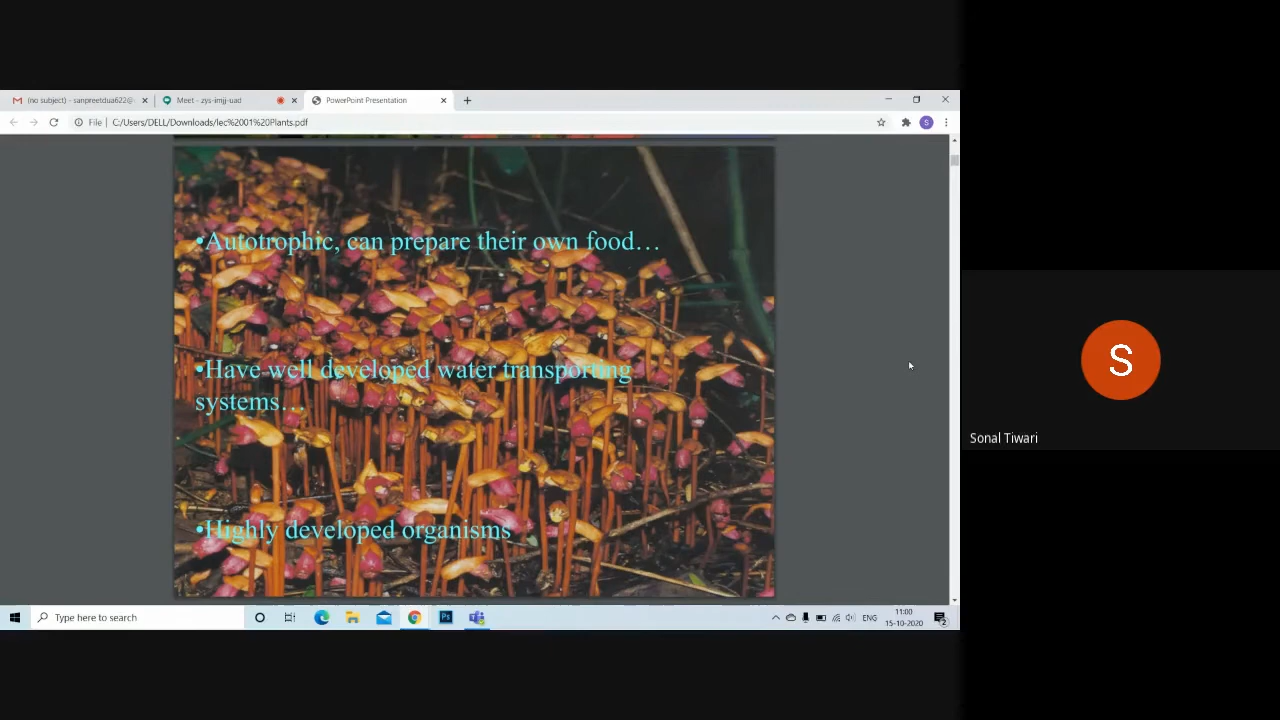 (no subject) - sanpreetdua622@
Meet - zys-imjj-uad
PowerPoint Presentation
File | C:/Users/DELL/Downloads/lec%2001%20Plants.pdf
S
•Autotrophic, can prepare their own food…
•Have well developed water transporting
systems…
•Highly developed organisms
S
Sonal Tiwari
Type here to search
Ps
ENG
11:00
15-10-2020
2